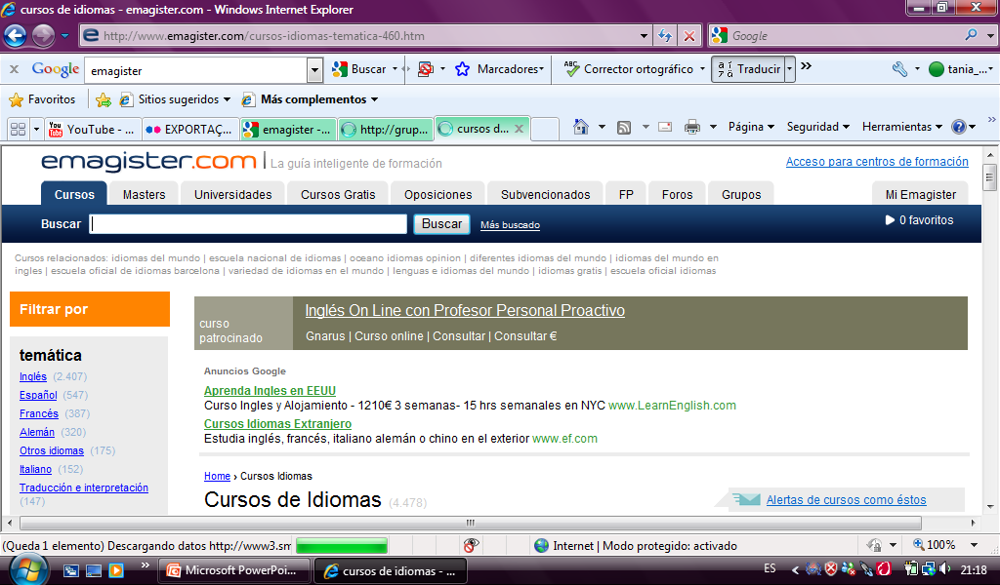 cursos de idiomas - emagister.com - Windows Internet Explorer
http://www.emagister.com/cursos-idiomas-tematica-460.htm
Google
Google
emagister
Buscar
Marcadores
ABC
Corrector ortográfico
Traducir
»
tania_...
Favoritos
Sitios sugeridos
Más complementos
YouTube - ...
EXPORTAÇ...
emagister -...
http://grup...
cursos d...
Página
Seguridad
Herramientas
»
emagister.com
La guía inteligente de formación
Acceso para centros de formación
Cursos
Masters
Universidades
Cursos Gratis
Oposiciones
Subvencionados
FP
Foros
Grupos
Mi Emagister
Buscar
Buscar
Más buscado
0 favoritos
Cursos relacionados: idiomas del mundo | escuela nacional de idiomas | oceano idiomas opinion | diferentes idiomas del mundo | idiomas del mundo en
ingles | escuela oficial de idiomas barcelona | variedad de idiomas en el mundo | lenguas e idiomas del mundo | idiomas gratis | escuela oficial idiomas
Filtrar por
temática
Inglés (2.407)
Español (547)
Francés (387)
Alemán (320)
Otros idiomas (175)
Italiano (152)
Traducción e interpretación
(147)
curso
patrocinado
Inglés On Line con Profesor Personal Proactivo
Gnarus | Curso online | Consultar | Consultar €
Anuncios Google
Aprenda Ingles en EEUU
Curso Ingles y Alojamiento - 1210€ 3 semanas- 15 hrs semanales en NYC www.LearnEnglish.com
Cursos Idiomas Extranjero
Estudia inglés, francés, italiano alemán o chino en el exterior www.ef.com
Home › Cursos Idiomas
Cursos de Idiomas (4.478)
Alertas de cursos como éstos
(Queda 1 elemento) Descargando datos http://www3.sm
Internet | Modo protegido: activado
100%
»
Microsoft PowerPoi...
cursos de idiomas - ...
ES
21:18